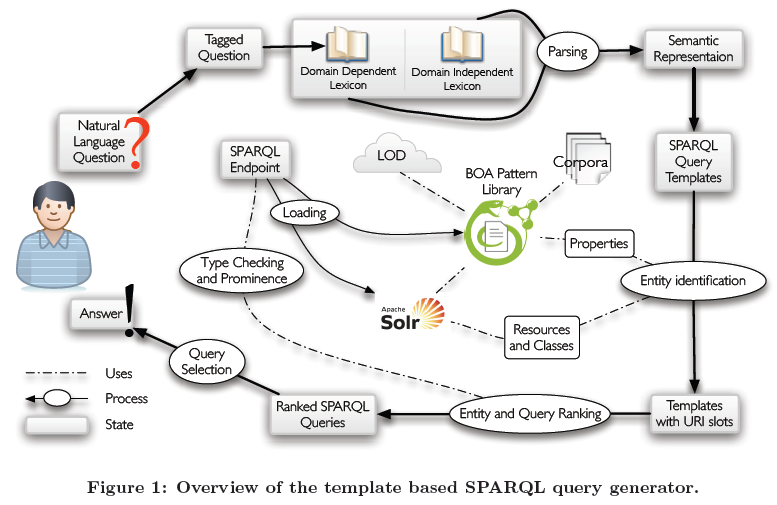 Tagged
Question
Domain Dependent
Lexicon
Domain Independent
Lexicon
Parsing
Semantic
Representaion
Natural
Language
Question
?
SPARQL
Endpoint
LOD
BOA Pattern
Library
Corpora
SPARQL
Query
Templates
Loading
Properties
Type Checking
and Prominence
Entity identification
Apache
Solr
Resources
and Classes
Answer
!
Query
Selection
Uses
Process
State
Ranked SPARQL
Queries
Entity and Query Ranking
Templates
with URI slots
Figure 1: Overview of the template based SPARQL query generator.